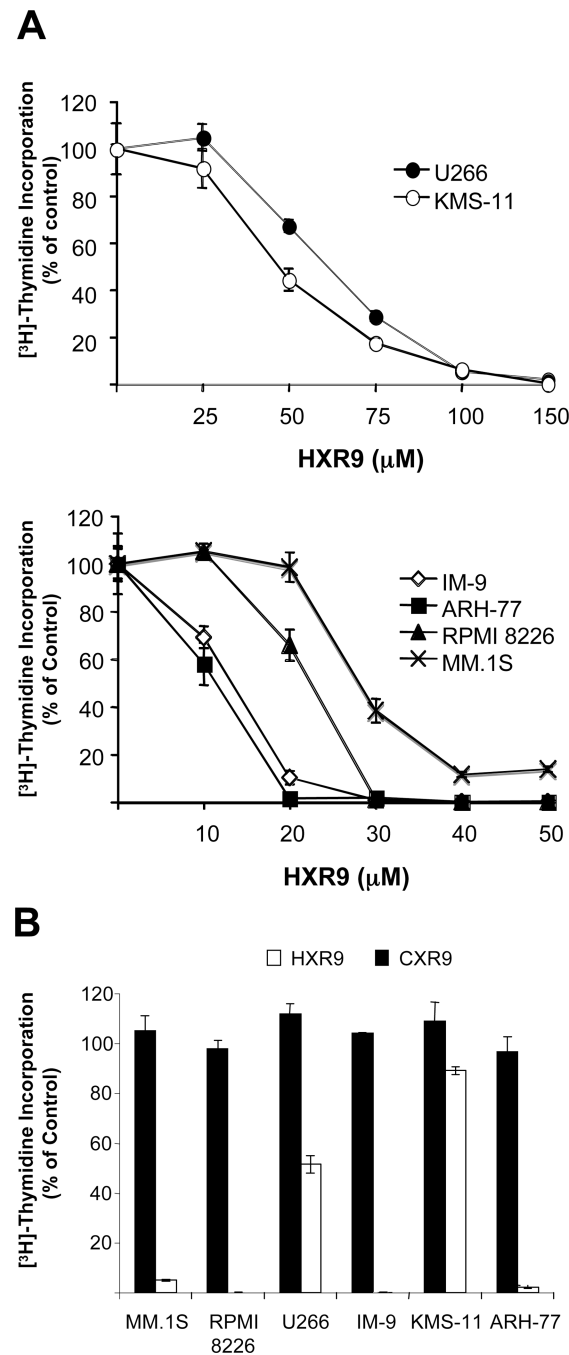 A
[³H]-Thymidine Incorporation
(% of control)
120
100
80
60
40
20
U266
KMS-11
25 50 75 100 150
HXR9 (µM)
[³H]-Thymidine Incorporation
(% of Control)
120
100
80
60
40
20
IM-9
ARH-77
RPMI 8226
MM.1S
10 20 30 40 50
HXR9 (µM)
B
HXR9 CXR9
[³H]-Thymidine Incorporation
(% of Control)
120
100
80
60
40
20
MM.1S RPMI U266 IM-9 KMS-11 ARH-77
8226